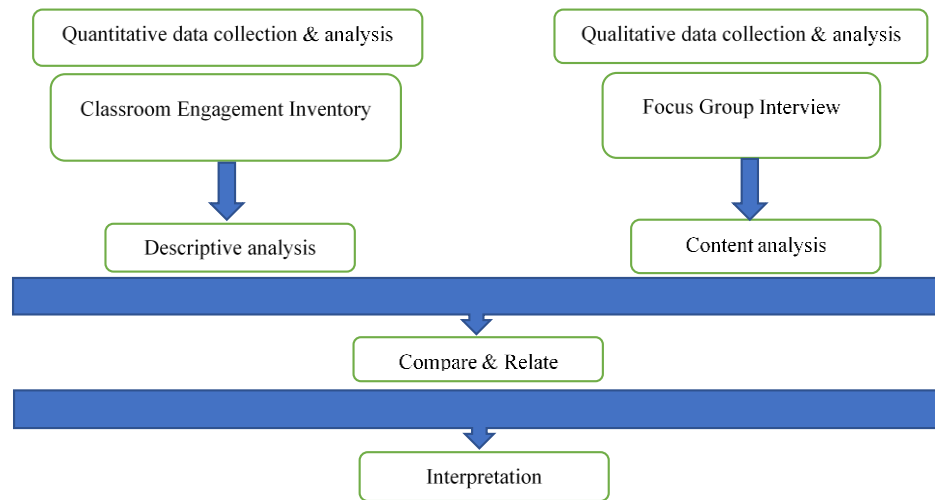 Quantitative data collection & analysis
Qualitative data collection & analysis
Classroom Engagement Inventory
Focus Group Interview
Descriptive analysis
Content analysis
Compare & Relate
Interpretation